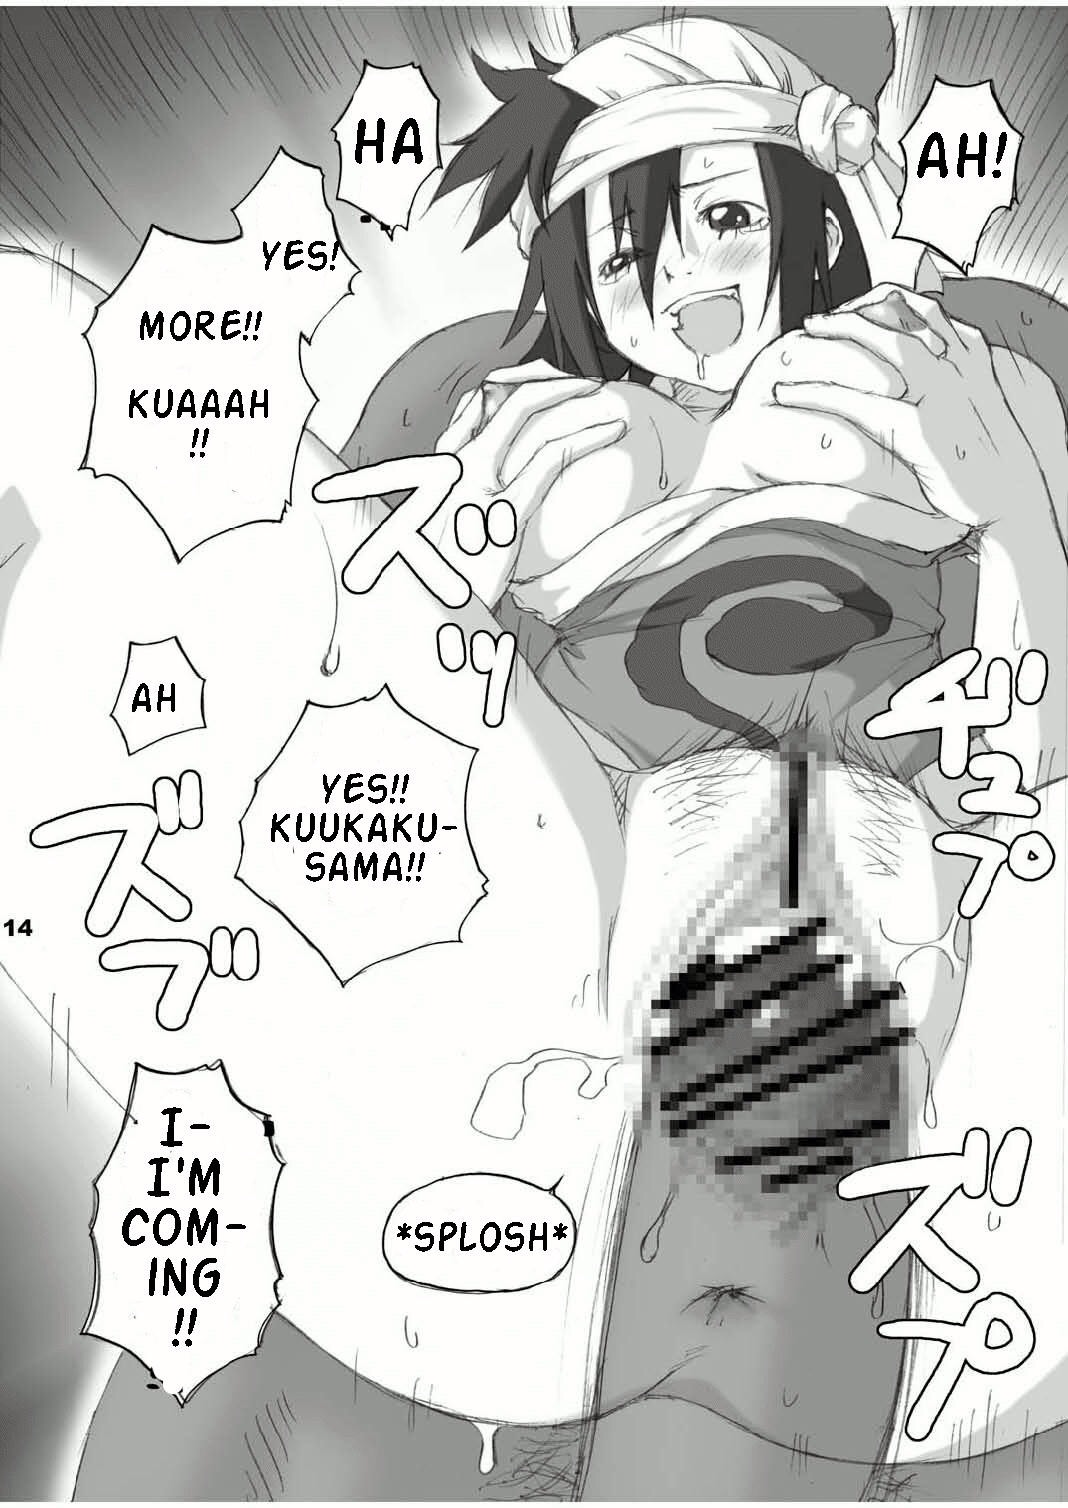 HA
AH!
YES!
MORE!!
KUAAAH
!!
ズズッ
AH
YES!!
KUUKAKU-
SAMA!!
ギュプ
ズブ
14
I-
I'M
COM-
ING
!!
*SPLOSH*
ズプ